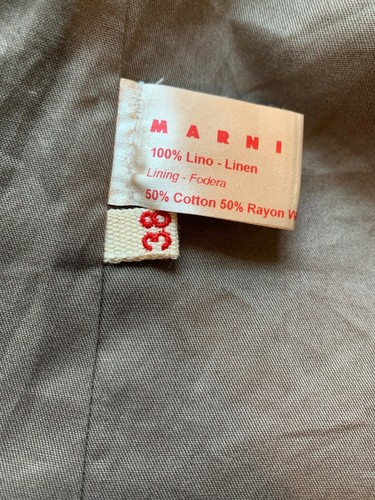 MARNI
100% Lino - Linen
Lining - Fodera
50% Cotton 50% Rayon
38